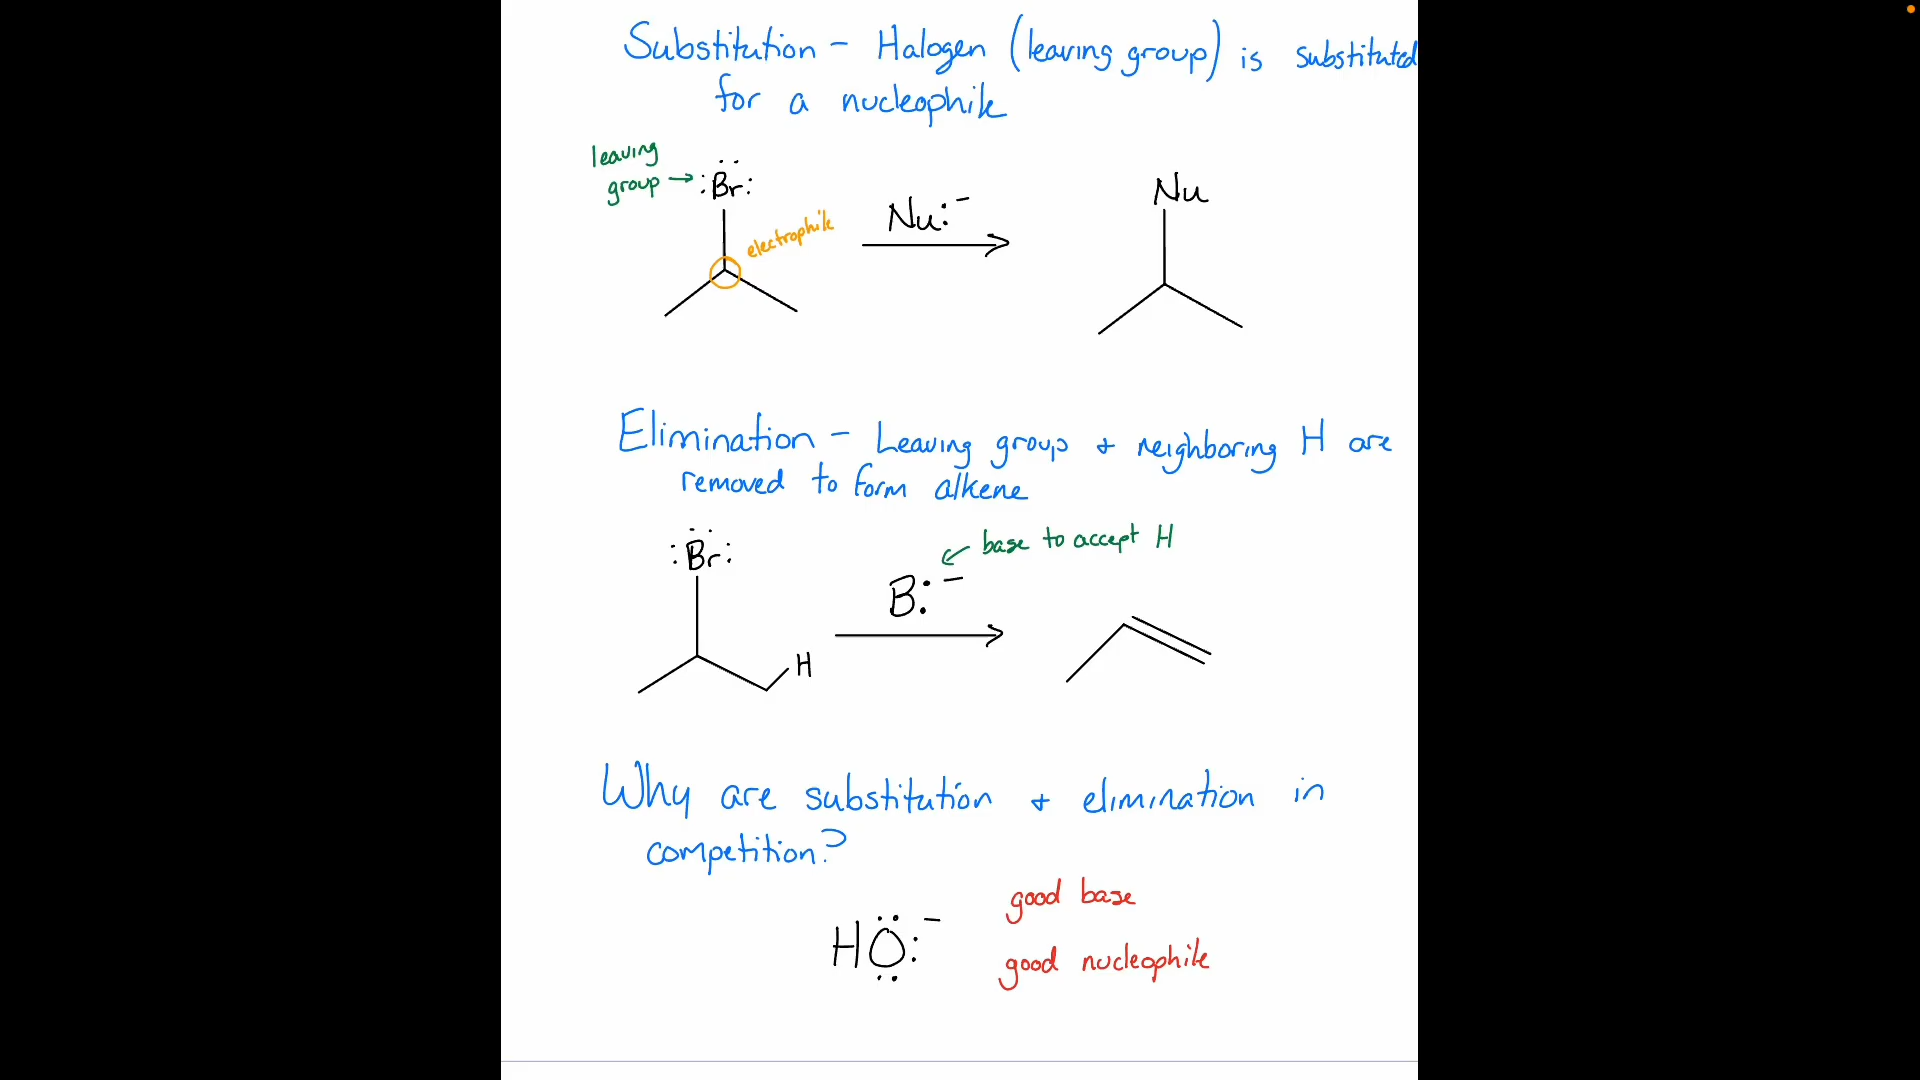 Substitution - Halogen (leaving group) is substituted
for a nucleophile
leaving
group → :Br:
electrophile
Nu:⁻
Nu
Elimination - Leaving group + neighboring H are
removed to form alkene
:Br:
base to accept H
B:⁻
H
Why are substitution + elimination in
competition?
good base
HO:⁻
good nucleophile